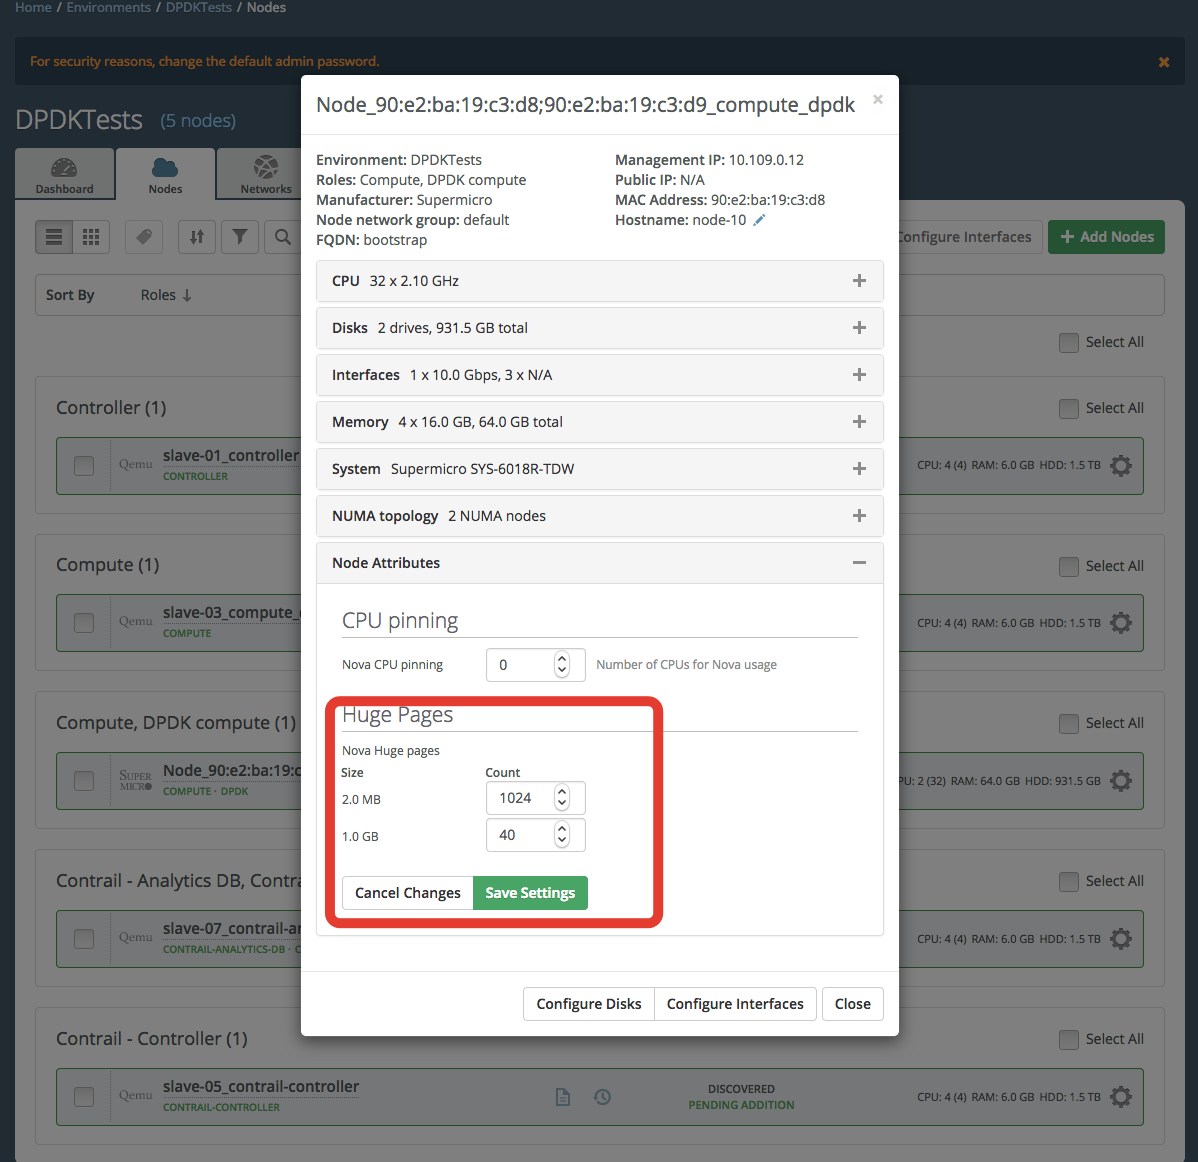 Home / Environments / DPDKTests / Nodes
For security reasons, change the default admin password.
DPDKTests (5 nodes)
Dashboard
Nodes
Networks
Configure Interfaces
+ Add Nodes
Sort By Roles ↓
Select All
Controller (1)
Select All
Qemu
slave-01_controller
CONTROLLER
CPU: 4 (4) RAM: 6.0 GB HDD: 1.5 TB
Compute (1)
Select All
Qemu
slave-03_compute_
COMPUTE
CPU: 4 (4) RAM: 6.0 GB HDD: 1.5 TB
Compute, DPDK compute (1)
Select All
SUPER
MICRO
Node_90:e2:ba:19:c
COMPUTE · DPDK
PU: 2 (32) RAM: 64.0 GB HDD: 931.5 GB
Contrail - Analytics DB, Contra
Select All
Qemu
slave-07_contrail-an
CONTRAIL-ANALYTICS-DB · C
CPU: 4 (4) RAM: 6.0 GB HDD: 1.5 TB
Contrail - Controller (1)
Select All
Qemu
slave-05_contrail-controller
CONTRAIL-CONTROLLER
DISCOVERED
PENDING ADDITION
CPU: 4 (4) RAM: 6.0 GB HDD: 1.5 TB
Node_90:e2:ba:19:c3:d8;90:e2:ba:19:c3:d9_compute_dpdk ×
Environment: DPDKTests
Roles: Compute, DPDK compute
Manufacturer: Supermicro
Node network group: default
FQDN: bootstrap
Management IP: 10.109.0.12
Public IP: N/A
MAC Address: 90:e2:ba:19:c3:d8
Hostname: node-10
CPU 32 x 2.10 GHz
Disks 2 drives, 931.5 GB total
Interfaces 1 x 10.0 Gbps, 3 x N/A
Memory 4 x 16.0 GB, 64.0 GB total
System Supermicro SYS-6018R-TDW
NUMA topology 2 NUMA nodes
Node Attributes
CPU pinning
Nova CPU pinning 0 Number of CPUs for Nova usage
Huge Pages
Nova Huge pages
Size Count
2.0 MB 1024
1.0 GB 40
Cancel Changes Save Settings
Configure Disks Configure Interfaces Close